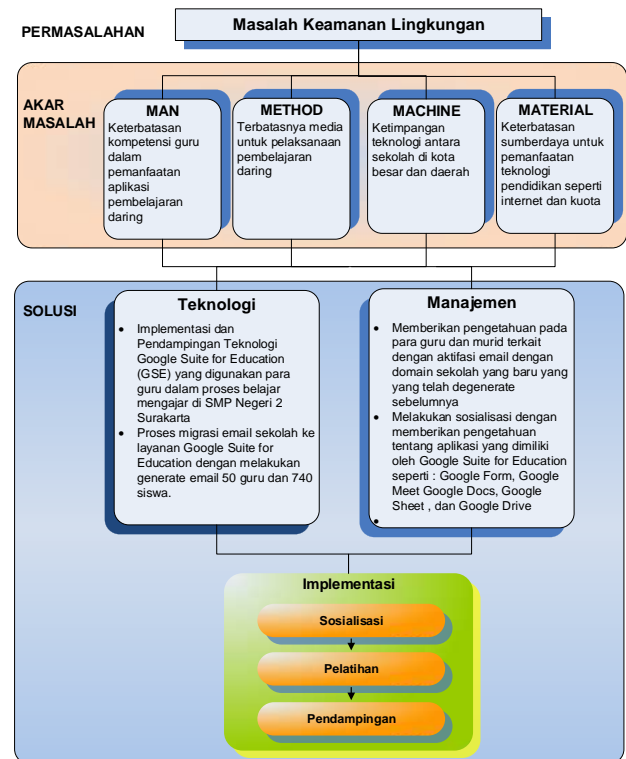 PERMASALAHAN
Masalah Keamanan Lingkungan
AKAR
MASALAH
MAN
Keterbatasan
kompetensi guru
dalam
pemanfaatan
aplikasi
pembelajaran
daring
METHOD
Terbatasnya media
untuk pelaksanaan
pembelajaran
daring
MACHINE
Ketimpangan
teknologi antara
sekolah di kota
besar dan daerah
MATERIAL
Keterbatasan
sumberdaya untuk
pemanfaatan
teknologi
pendidikan seperti
internet dan kuota
SOLUSI
Teknologi
• Implementasi dan
Pendampingan Teknologi
Google Suite for Education
(GSE) yang digunakan para
guru dalam proses belajar
mengajar di SMP Negeri 2
Surakarta
• Proses migrasi email sekolah ke
layanan Google Suite for
Education dengan melakukan
generate email 50 guru dan 740
siswa.
Manajemen
• Memberikan pengetahuan pada
para guru dan murid terkait
dengan aktifasi email dengan
domain sekolah yang baru yang
yang telah degenerate
sebelumnya
• Melakukan sosialisasi dengan
memberikan pengetahuan
tentang aplikasi yang dimiliki
oleh Google Suite for Education
seperti : Google Form, Google
Meet Google Docs, Google
Sheet , dan Google Drive
•
Implementasi
Sosialisasi
Pelatihan
Pendampingan